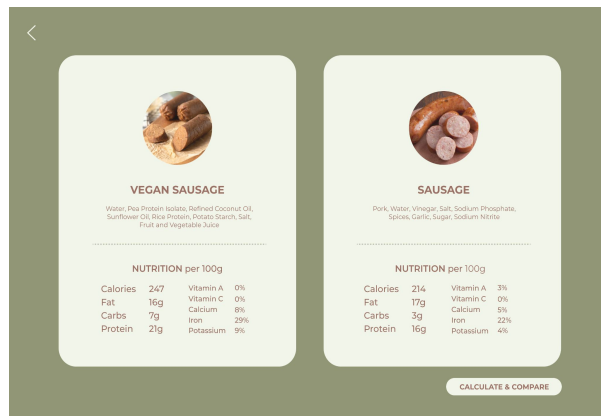 VEGAN SAUSAGE
Water, Pea Protein Isolate, Refined Coconut Oil,
Sunflower Oil, Rice Protein, Potato Starch, Salt,
Fruit and Vegetable Juice
NUTRITION per 100g
Calories 247
Fat 16g
Carbs 7g
Protein 21g
Vitamin A 0%
Vitamin C 0%
Calcium 8%
Iron 29%
Potassium 9%
SAUSAGE
Pork, Water, Vinegar, Salt, Sodium Phosphate,
Spices, Garlic, Sugar, Sodium Nitrite
NUTRITION per 100g
Calories 214
Fat 17g
Carbs 3g
Protein 16g
Vitamin A 3%
Vitamin C 0%
Calcium 5%
Iron 22%
Potassium 4%
CALCULATE & COMPARE